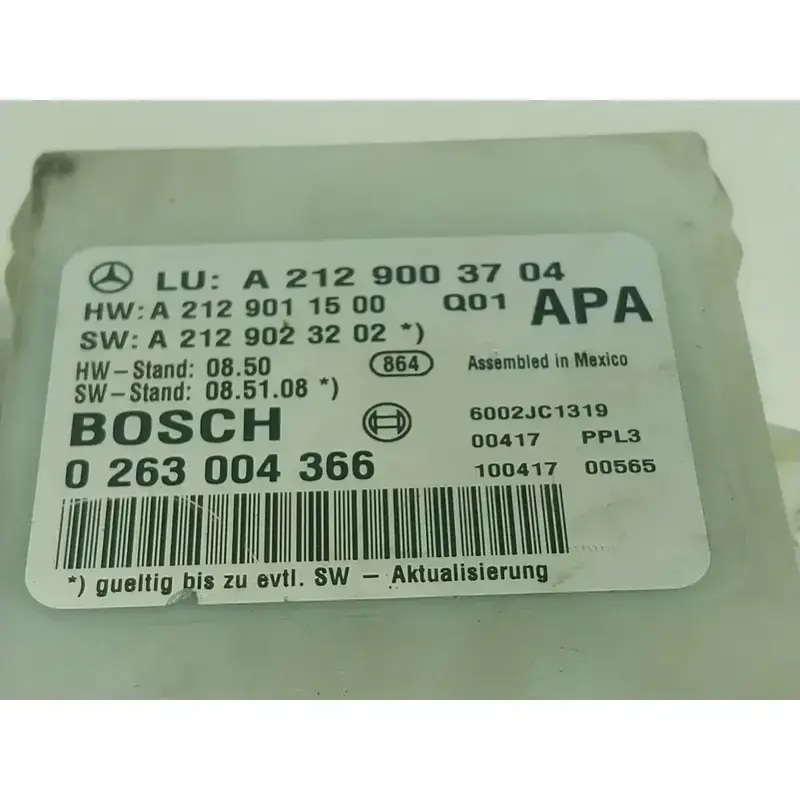 LU: A 212 900 37 04
HW: A 212 901 15 00 Q01 APA
SW: A 212 902 32 02 *)
HW-Stand: 08.50 864 Assembled in Mexico
SW-Stand: 08.51.08 *)
BOSCH 6002JC1319
00417 PPL3
0 263 004 366 100417 00565
*) gueltig bis zu evtl. SW - Aktualisierung